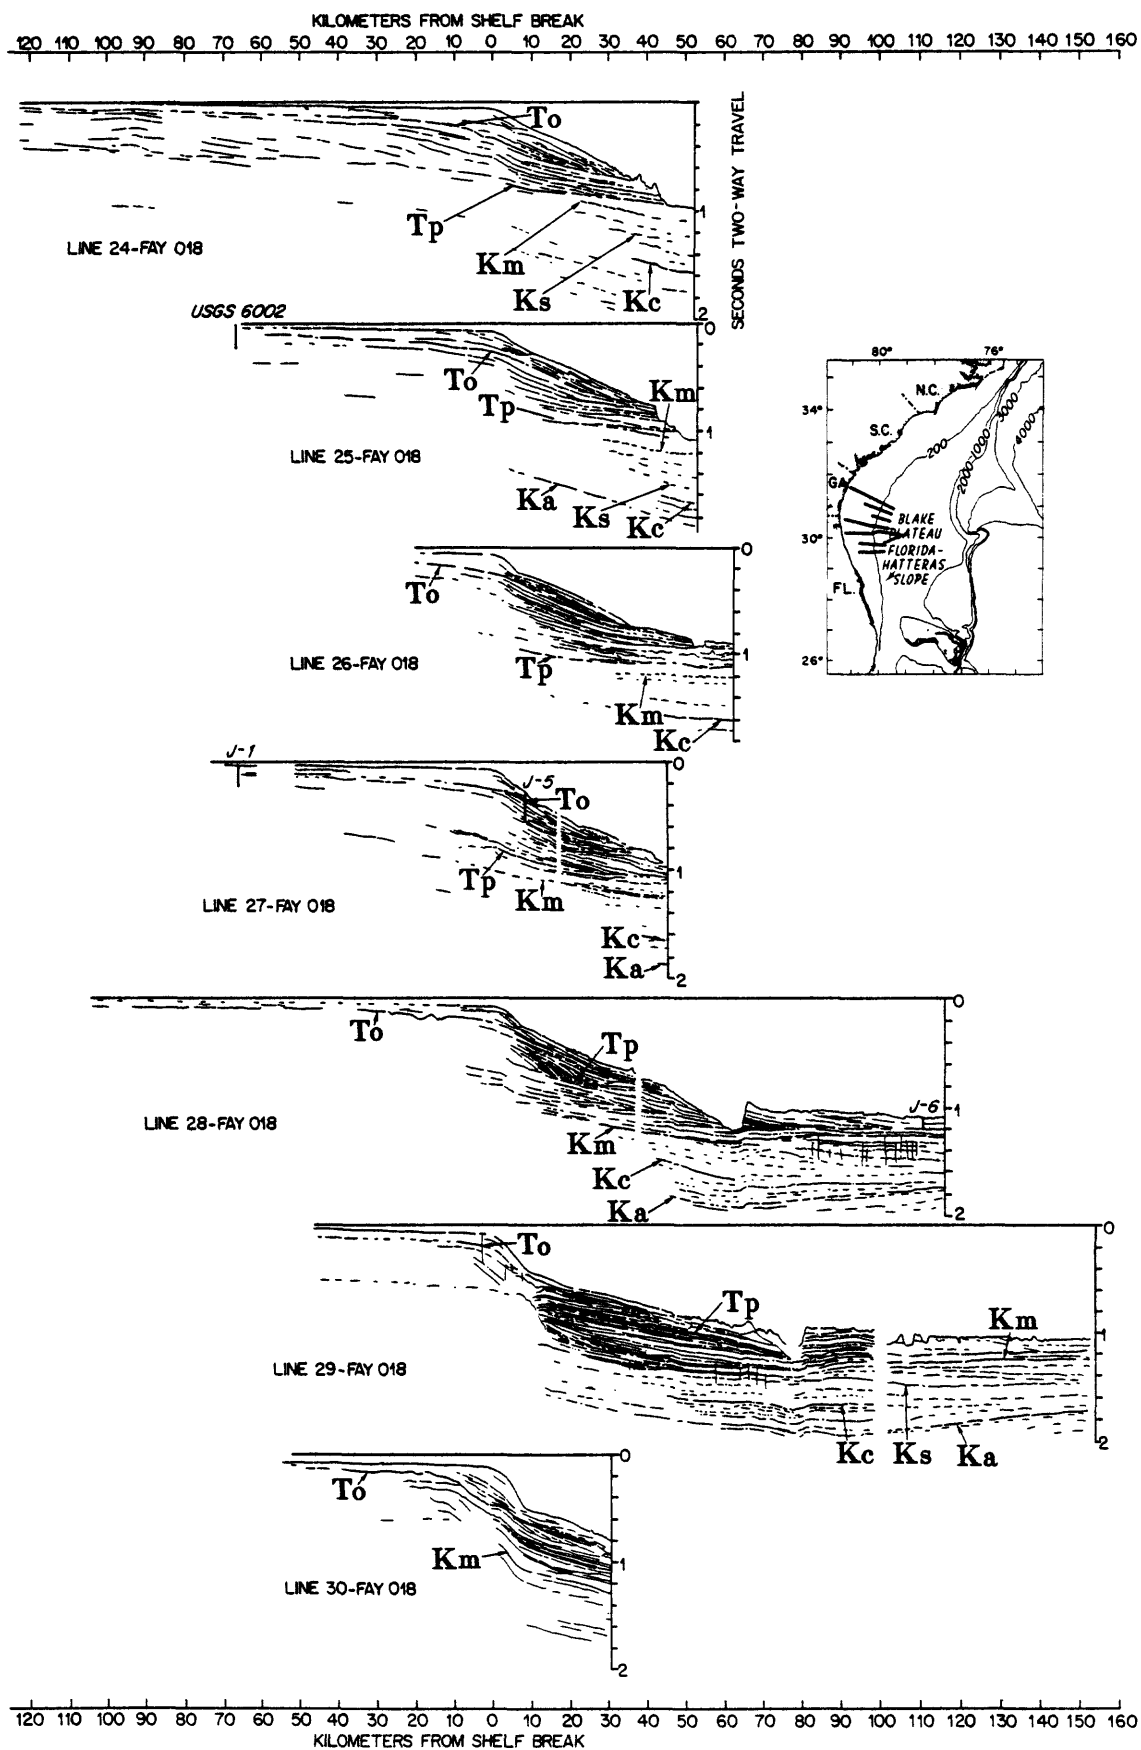 KILOMETERS FROM SHELF BREAK
120 110 100 90 80 70 60 50 40 30 20 10 0 10 20 30 40 50 60 70 80 90 100 110 120 130 140 150 160
To
Tp
Km
Ks
Kc
1
2
LINE 24-FAY 018
SECONDS TWO-WAY TRAVEL
USGS 6002
0
To
Tp
Km
1
LINE 25-FAY 018
Ka
Ks
Kc
80° 76°
34°
30°
26°
N.C.
S.C.
GA
FL.
200
1000
2000
3000
4000
BLAKE
PLATEAU
FLORIDA-
HATTERAS
SLOPE
0
To
LINE 26-FAY 018
Tp
1
Km
Kc
J-1
0
J-5
To
Tp
Km
1
LINE 27-FAY 018
Kc
Ka
2
0
To
Tp
J-6
1
LINE 28-FAY 018
Km
Kc
Ka
2
0
To
Tp
Km
1
LINE 29-FAY 018
Kc Ks Ka
2
0
To
Km
1
LINE 30-FAY 018
2
120 110 100 90 80 70 60 50 40 30 20 10 0 10 20 30 40 50 60 70 80 90 100 110 120 130 140 150 160
KILOMETERS FROM SHELF BREAK